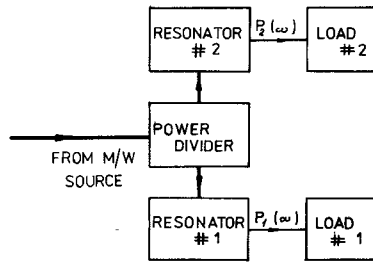 RESONATOR
# 2
P₂(ω)
LOAD
# 2
POWER
DIVIDER
FROM M/W
SOURCE
RESONATOR
# 1
P₁(ω)
LOAD
# 1